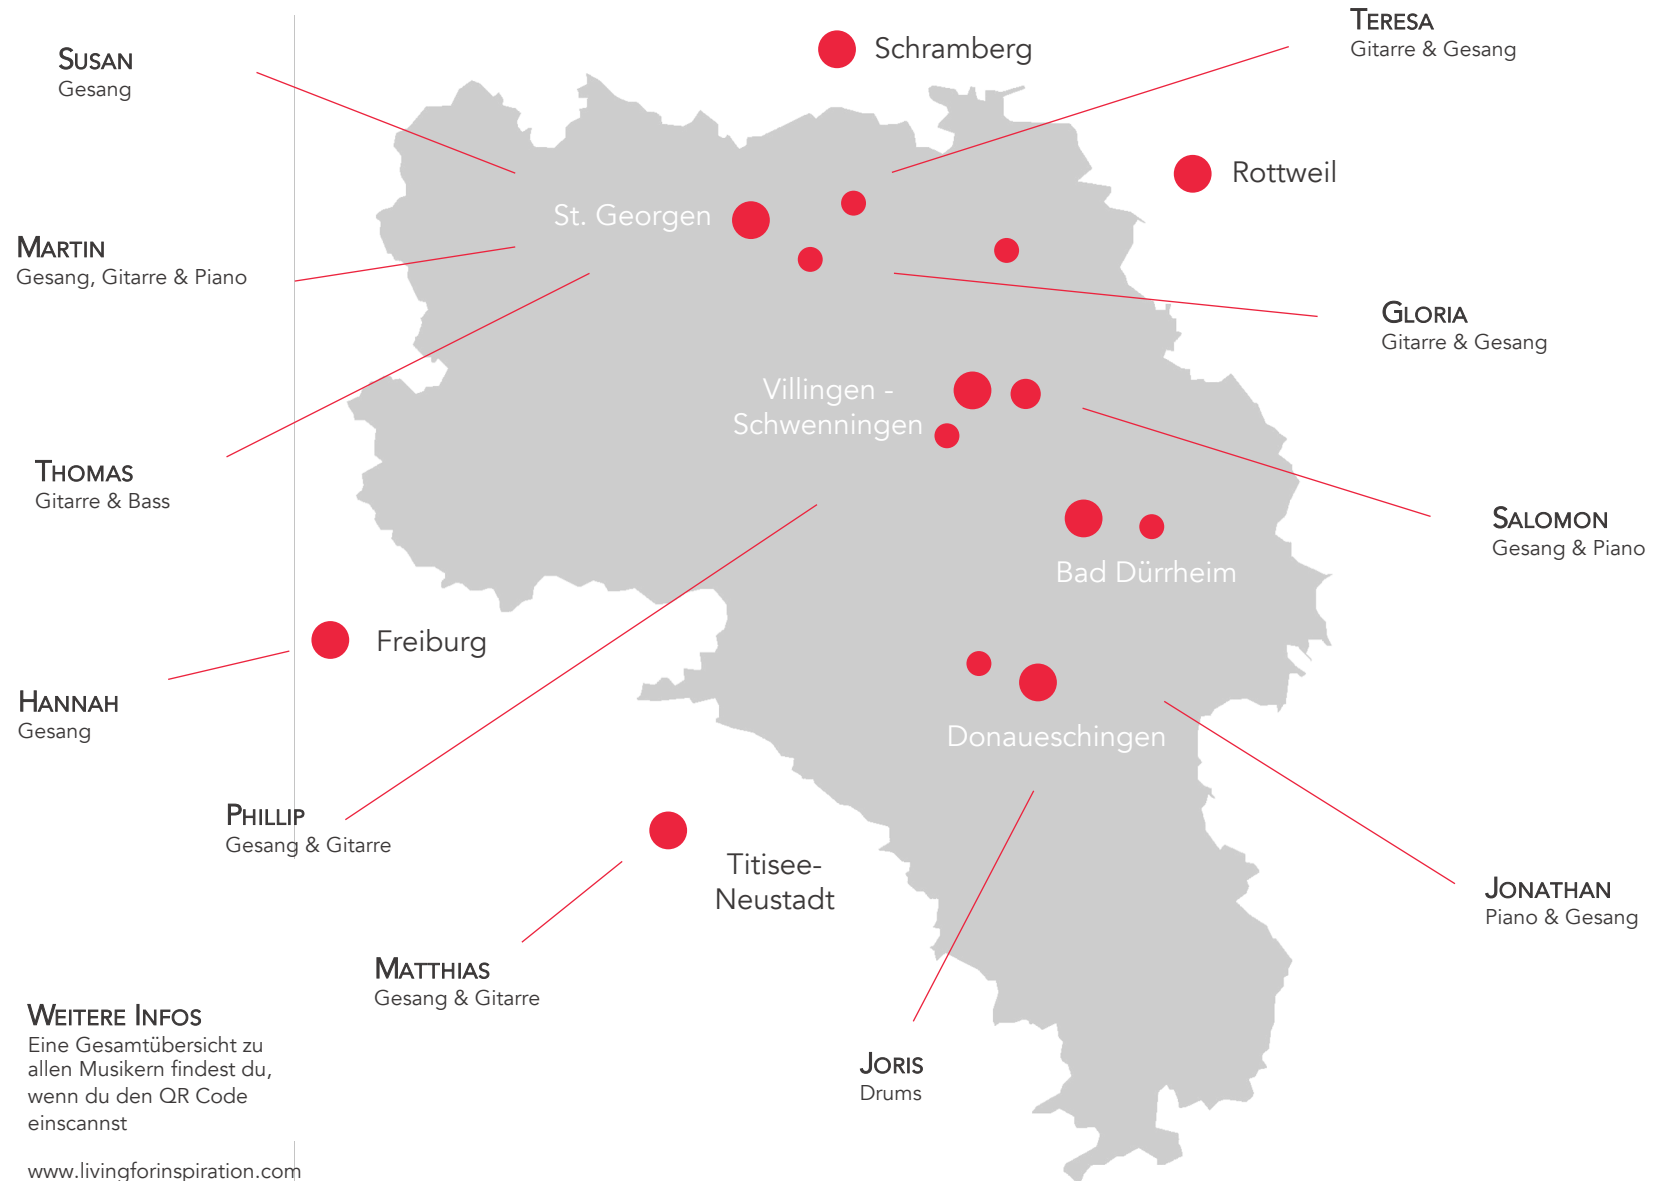 SUSAN
Gesang
Schramberg
TERESA
Gitarre & Gesang
Rottweil
St. Georgen
MARTIN
Gesang, Gitarre & Piano
GLORIA
Gitarre & Gesang
Villingen -
Schwenningen
THOMAS
Gitarre & Bass
SALOMON
Gesang & Piano
Bad Dürrheim
Freiburg
HANNAH
Gesang
Donaueschingen
PHILLIP
Gesang & Gitarre
Titisee-
Neustadt
JONATHAN
Piano & Gesang
MATTHIAS
Gesang & Gitarre
JORIS
Drums
WEITERE INFOS
Eine Gesamtübersicht zu
allen Musikern findest du,
wenn du den QR Code
einscannst
www.livingforinspiration.com